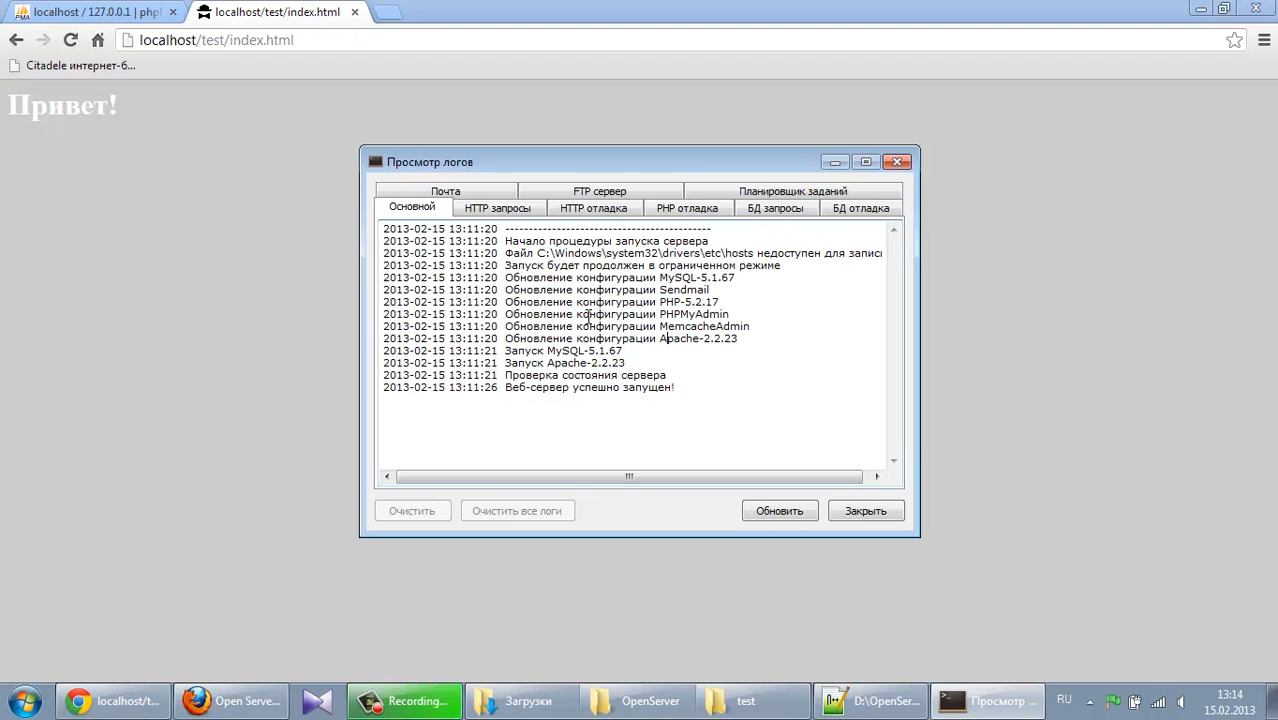 localhost / 127.0.0.1 | phpl
localhost/test/index.html
localhost/test/index.html
Citadele интернет-б...
Привет!
Просмотр логов
Почта
FTP сервер
Планировщик заданий
Основной
HTTP запросы
HTTP отладка
PHP отладка
БД запросы
БД отладка
2013-02-15 13:11:20 --------------------------------------------
2013-02-15 13:11:20 Начало процедуры запуска сервера
2013-02-15 13:11:20 Файл C:\Windows\system32\drivers\etc\hosts недоступен для записи
2013-02-15 13:11:20 Запуск будет продолжен в ограниченном режиме
2013-02-15 13:11:20 Обновление конфигурации MySQL-5.1.67
2013-02-15 13:11:20 Обновление конфигурации Sendmail
2013-02-15 13:11:20 Обновление конфигурации PHP-5.2.17
2013-02-15 13:11:20 Обновление конфигурации PHPMyAdmin
2013-02-15 13:11:20 Обновление конфигурации MemcacheAdmin
2013-02-15 13:11:20 Обновление конфигурации Apache-2.2.23
2013-02-15 13:11:21 Запуск MySQL-5.1.67
2013-02-15 13:11:21 Запуск Apache-2.2.23
2013-02-15 13:11:21 Проверка состояния сервера
2013-02-15 13:11:26 Веб-сервер успешно запущен!
Очистить
Очистить все логи
Обновить
Закрыть
localhost/t...
Open Serve...
Recording...
Загрузки
OpenServer
test
D:\OpenSer...
Просмотр ...
RU
13:14
15.02.2013